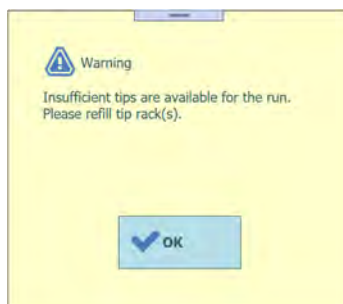 Warning
Insufficient tips are available for the run.
Please refill tip rack(s).
OK